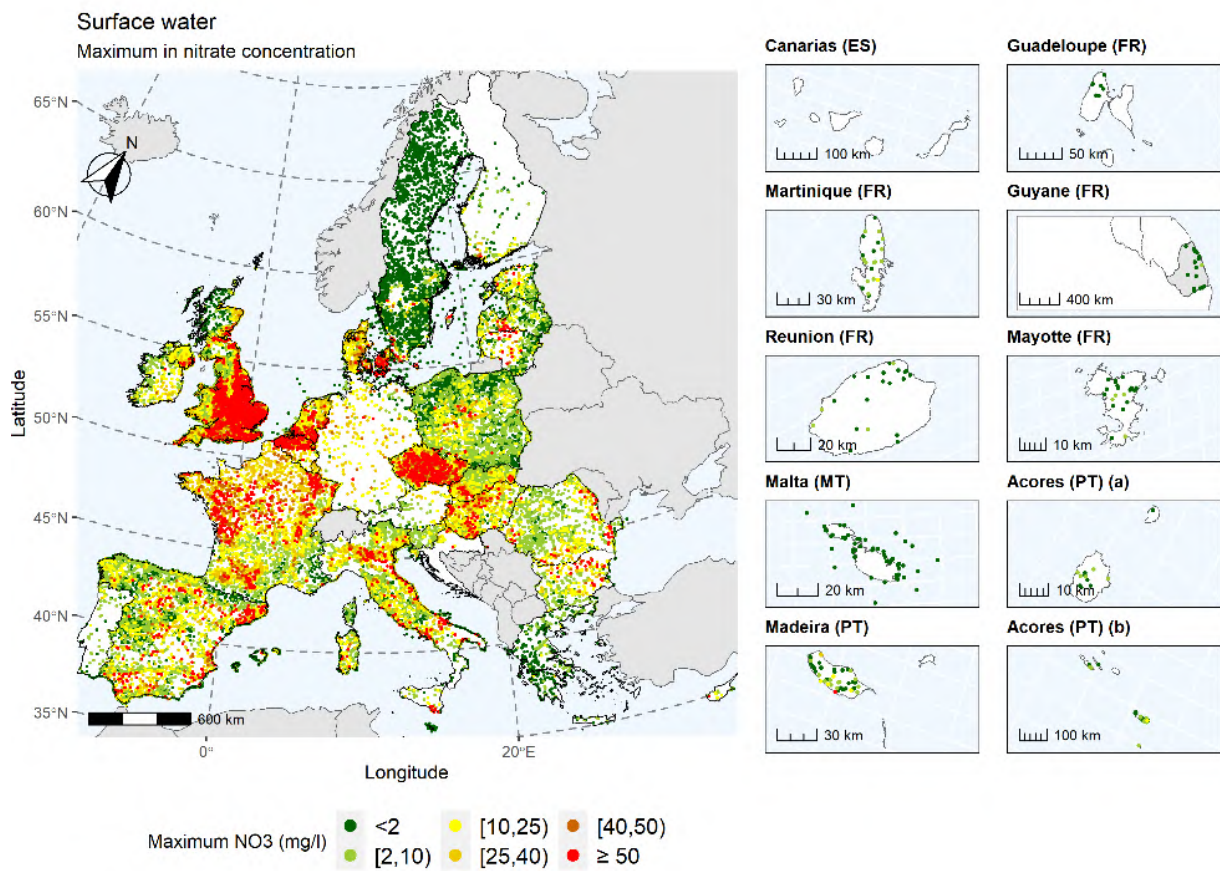 Surface water
Maximum in nitrate concentration
65°N
60°N
55°N
50°N
45°N
40°N
35°N
Latitude
N
600 km
0°
20°E
Longitude
Canarias (ES)
100 km
Guadeloupe (FR)
50 km
Martinique (FR)
30 km
Guyane (FR)
400 km
Reunion (FR)
20 km
Mayotte (FR)
10 km
Malta (MT)
20 km
Acores (PT) (a)
10 km
Madeira (PT)
30 km
Acores (PT) (b)
100 km
Maximum NO3 (mg/l)
<2
[2,10)
[10,25)
[25,40)
[40,50)
≥ 50